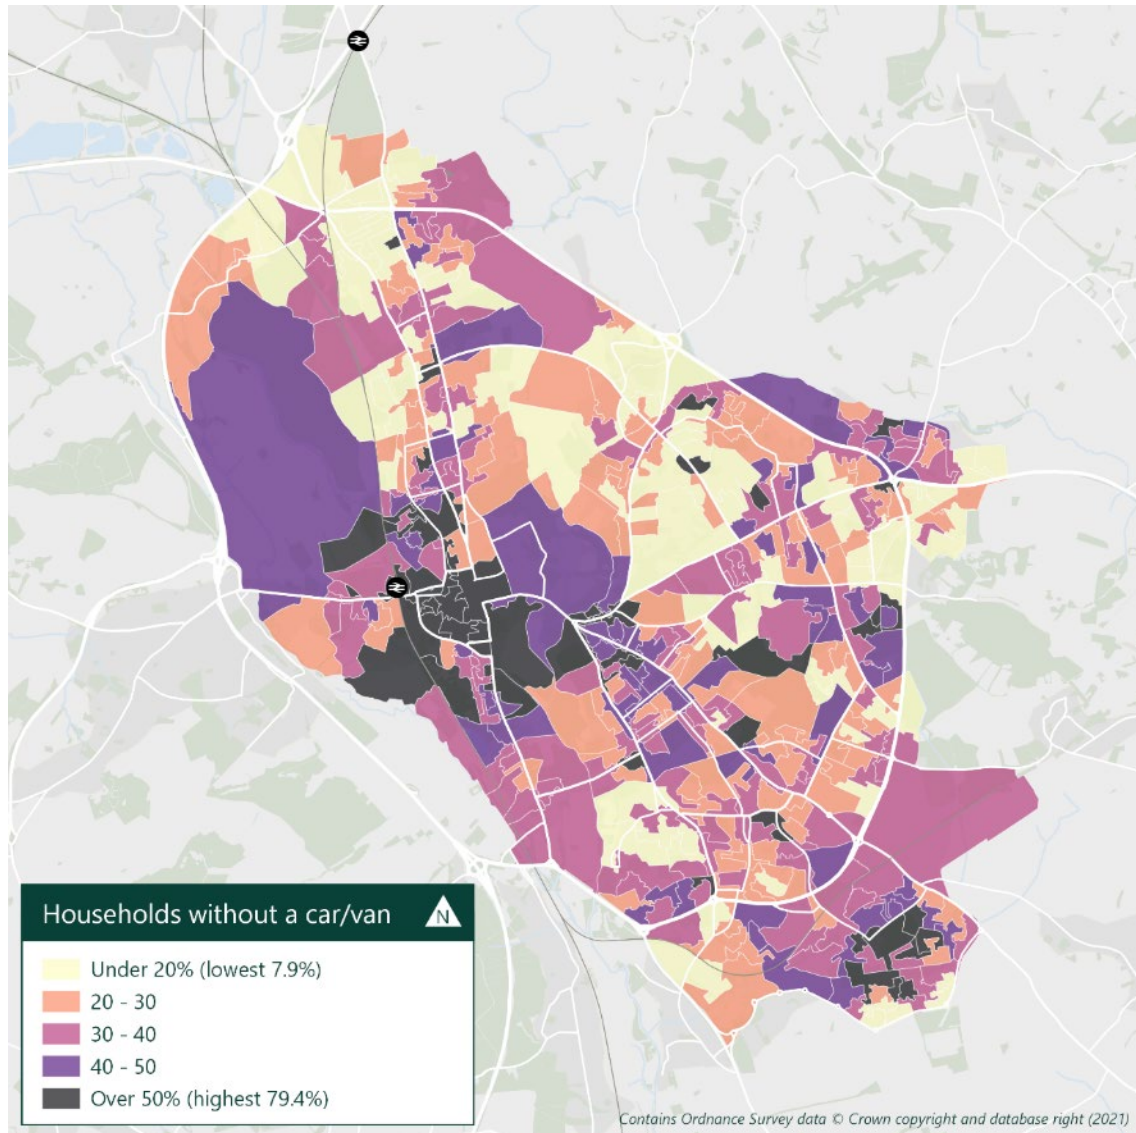 Households without a car/van
N
Under 20% (lowest 7.9%)
20 - 30
30 - 40
40 - 50
Over 50% (highest 79.4%)
Contains Ordnance Survey data © Crown copyright and database right (2021)